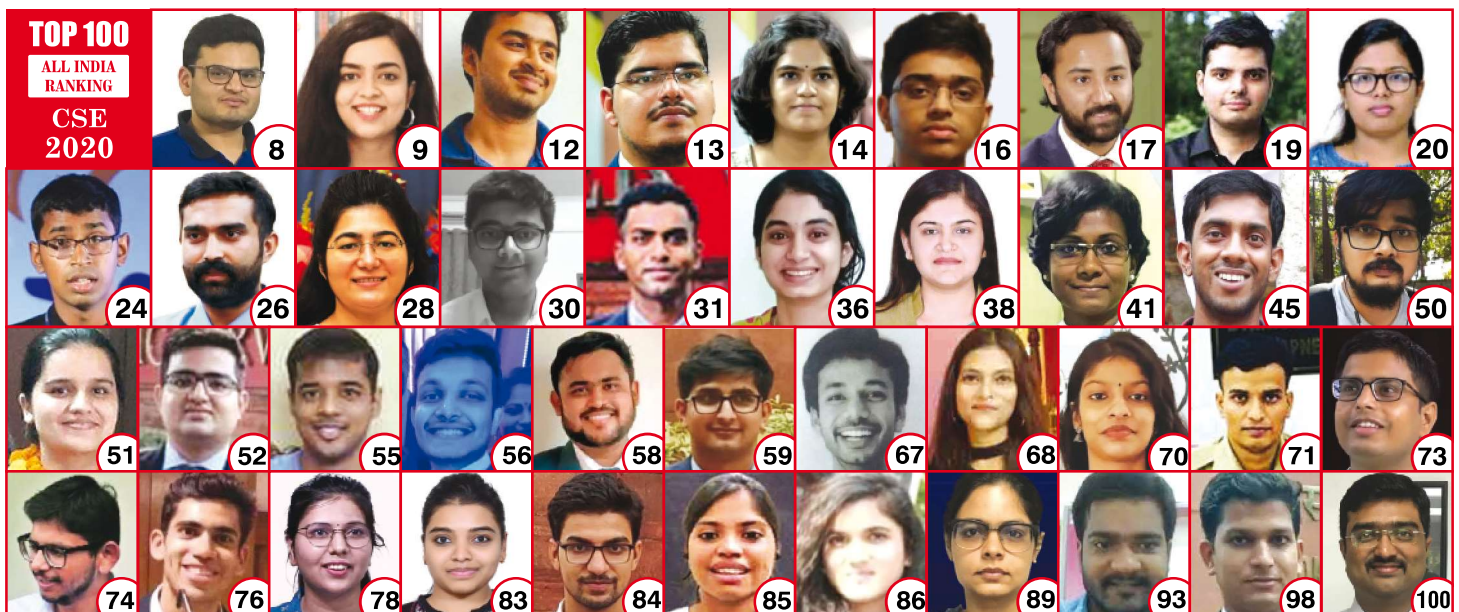 TOP 100
ALL INDIA
RANKING
CSE
2020
8 9 12 13 14 16 17 19 20
24 26 28 30 31 36 38 41 45 50
51 52 55 56 58 59 67 68 70 71 73
74 76 78 83 84 85 86 89 93 98 100